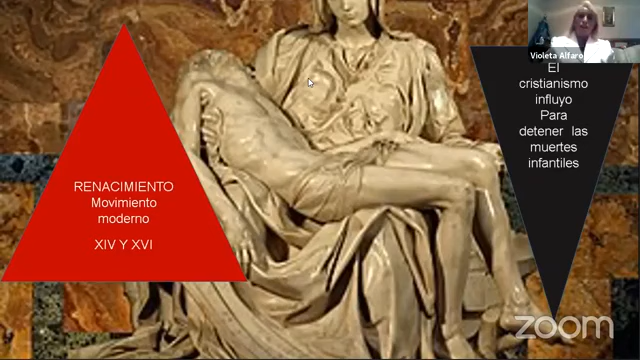 RENACIMIENTO
Movimiento
moderno
XIV Y XVI
Violeta Alfaro
El
cristianismo
influyo
Para
detener las
muertes
infantiles
zoom